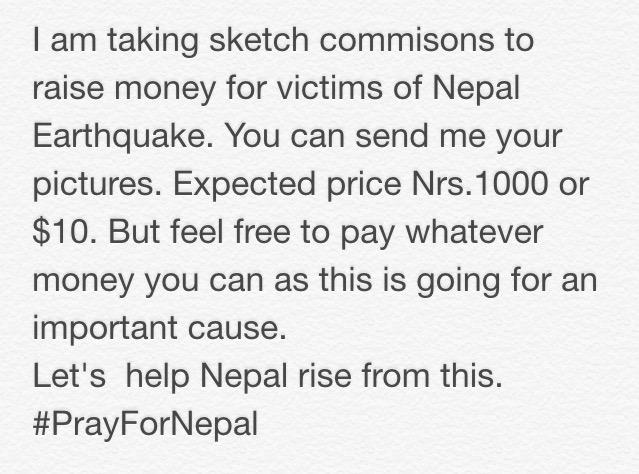 I am taking sketch commisons to
raise money for victims of Nepal
Earthquake. You can send me your
pictures. Expected price Nrs.1000 or
$10. But feel free to pay whatever
money you can as this is going for an
important cause.
Let's  help Nepal rise from this.
#PrayForNepal